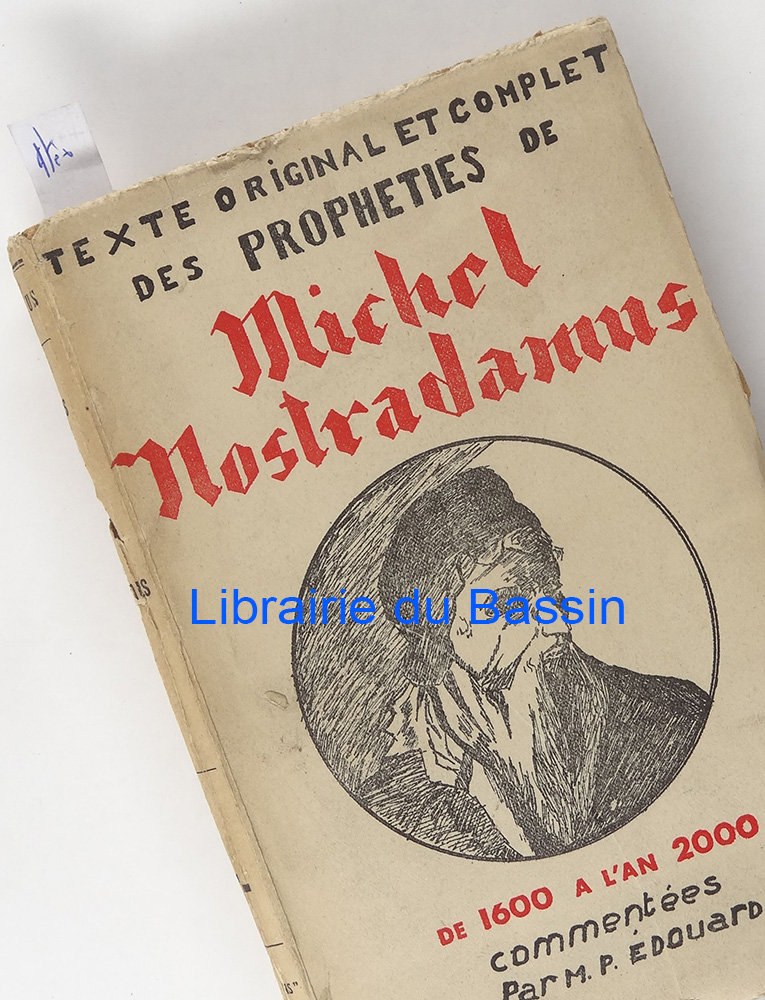 TEXTE ORiGINAL ET COMPLET
DES PROPHETIES DE
Michel
Nostradamus
Librairie du Bassin
DE 1600 A L'AN 2000
commentées
Par M. P. ÉDOUARD